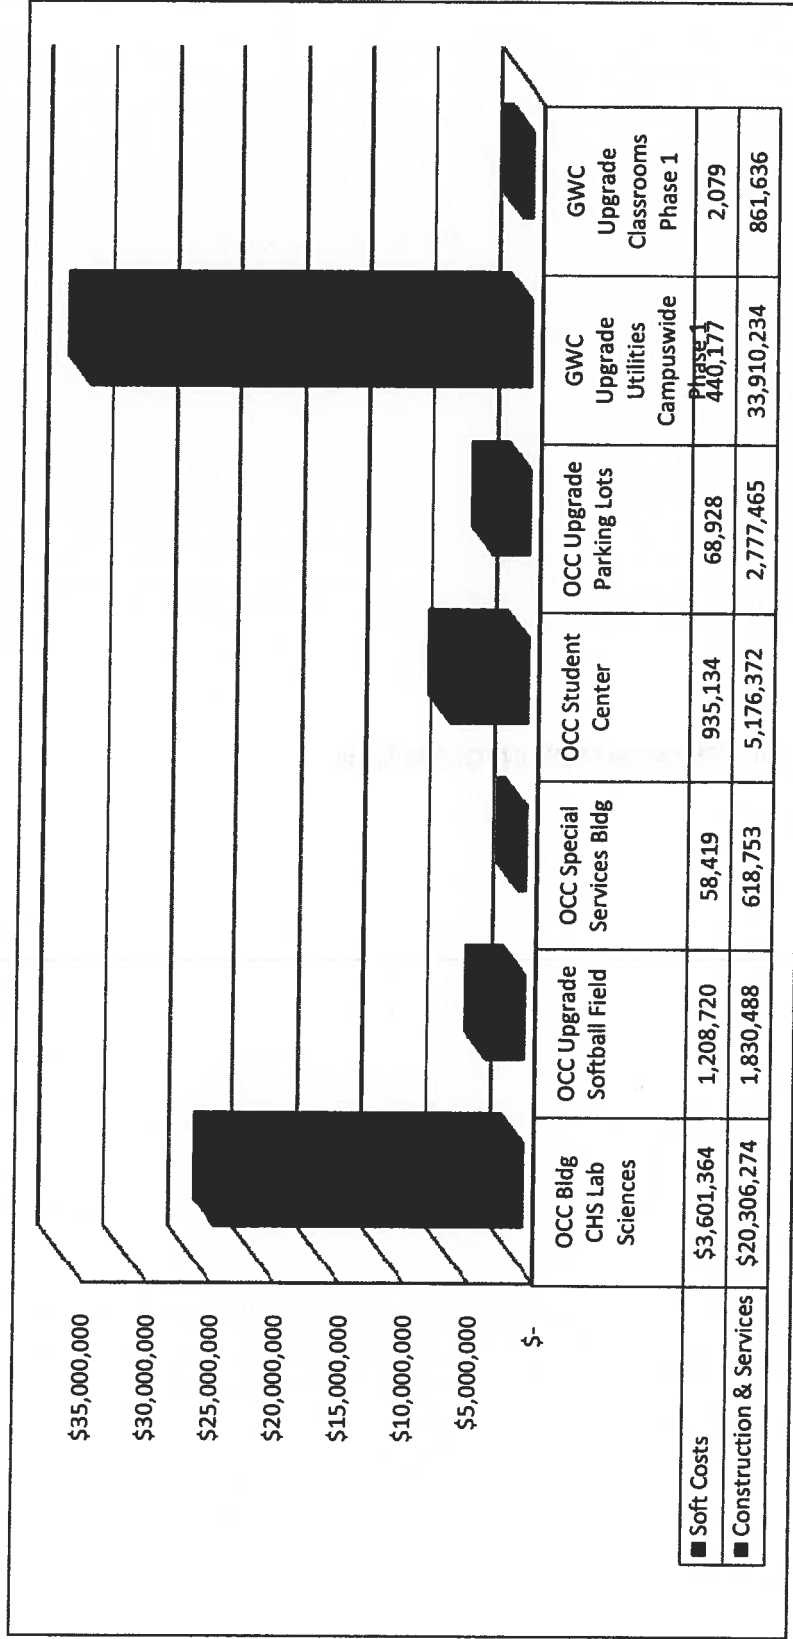 $35,000,000
$30,000,000
$25,000,000
$20,000,000
$15,000,000
$10,000,000
$5,000,000
$-
OCC Bldg
CHS Lab
Sciences
OCC Upgrade
Softball Field
OCC Special
Services Bldg
OCC Student
Center
OCC Upgrade
Parking Lots
GWC
Upgrade
Utilities
Campuswide
Phase 1
GWC
Upgrade
Classrooms
Phase 1
■ Soft Costs $3,601,364 1,208,720 58,419 935,134 68,928 440,177 2,079
■ Construction & Services $20,306,274 1,830,488 618,753 5,176,372 2,777,465 33,910,234 861,636